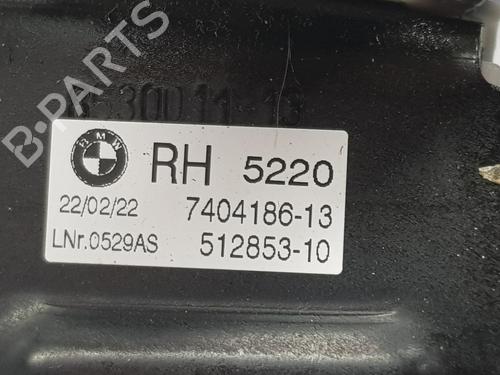 B-PARTS
BMW
RH 5220
22/02/22 7404186-13
LNr.0529AS 512853-10